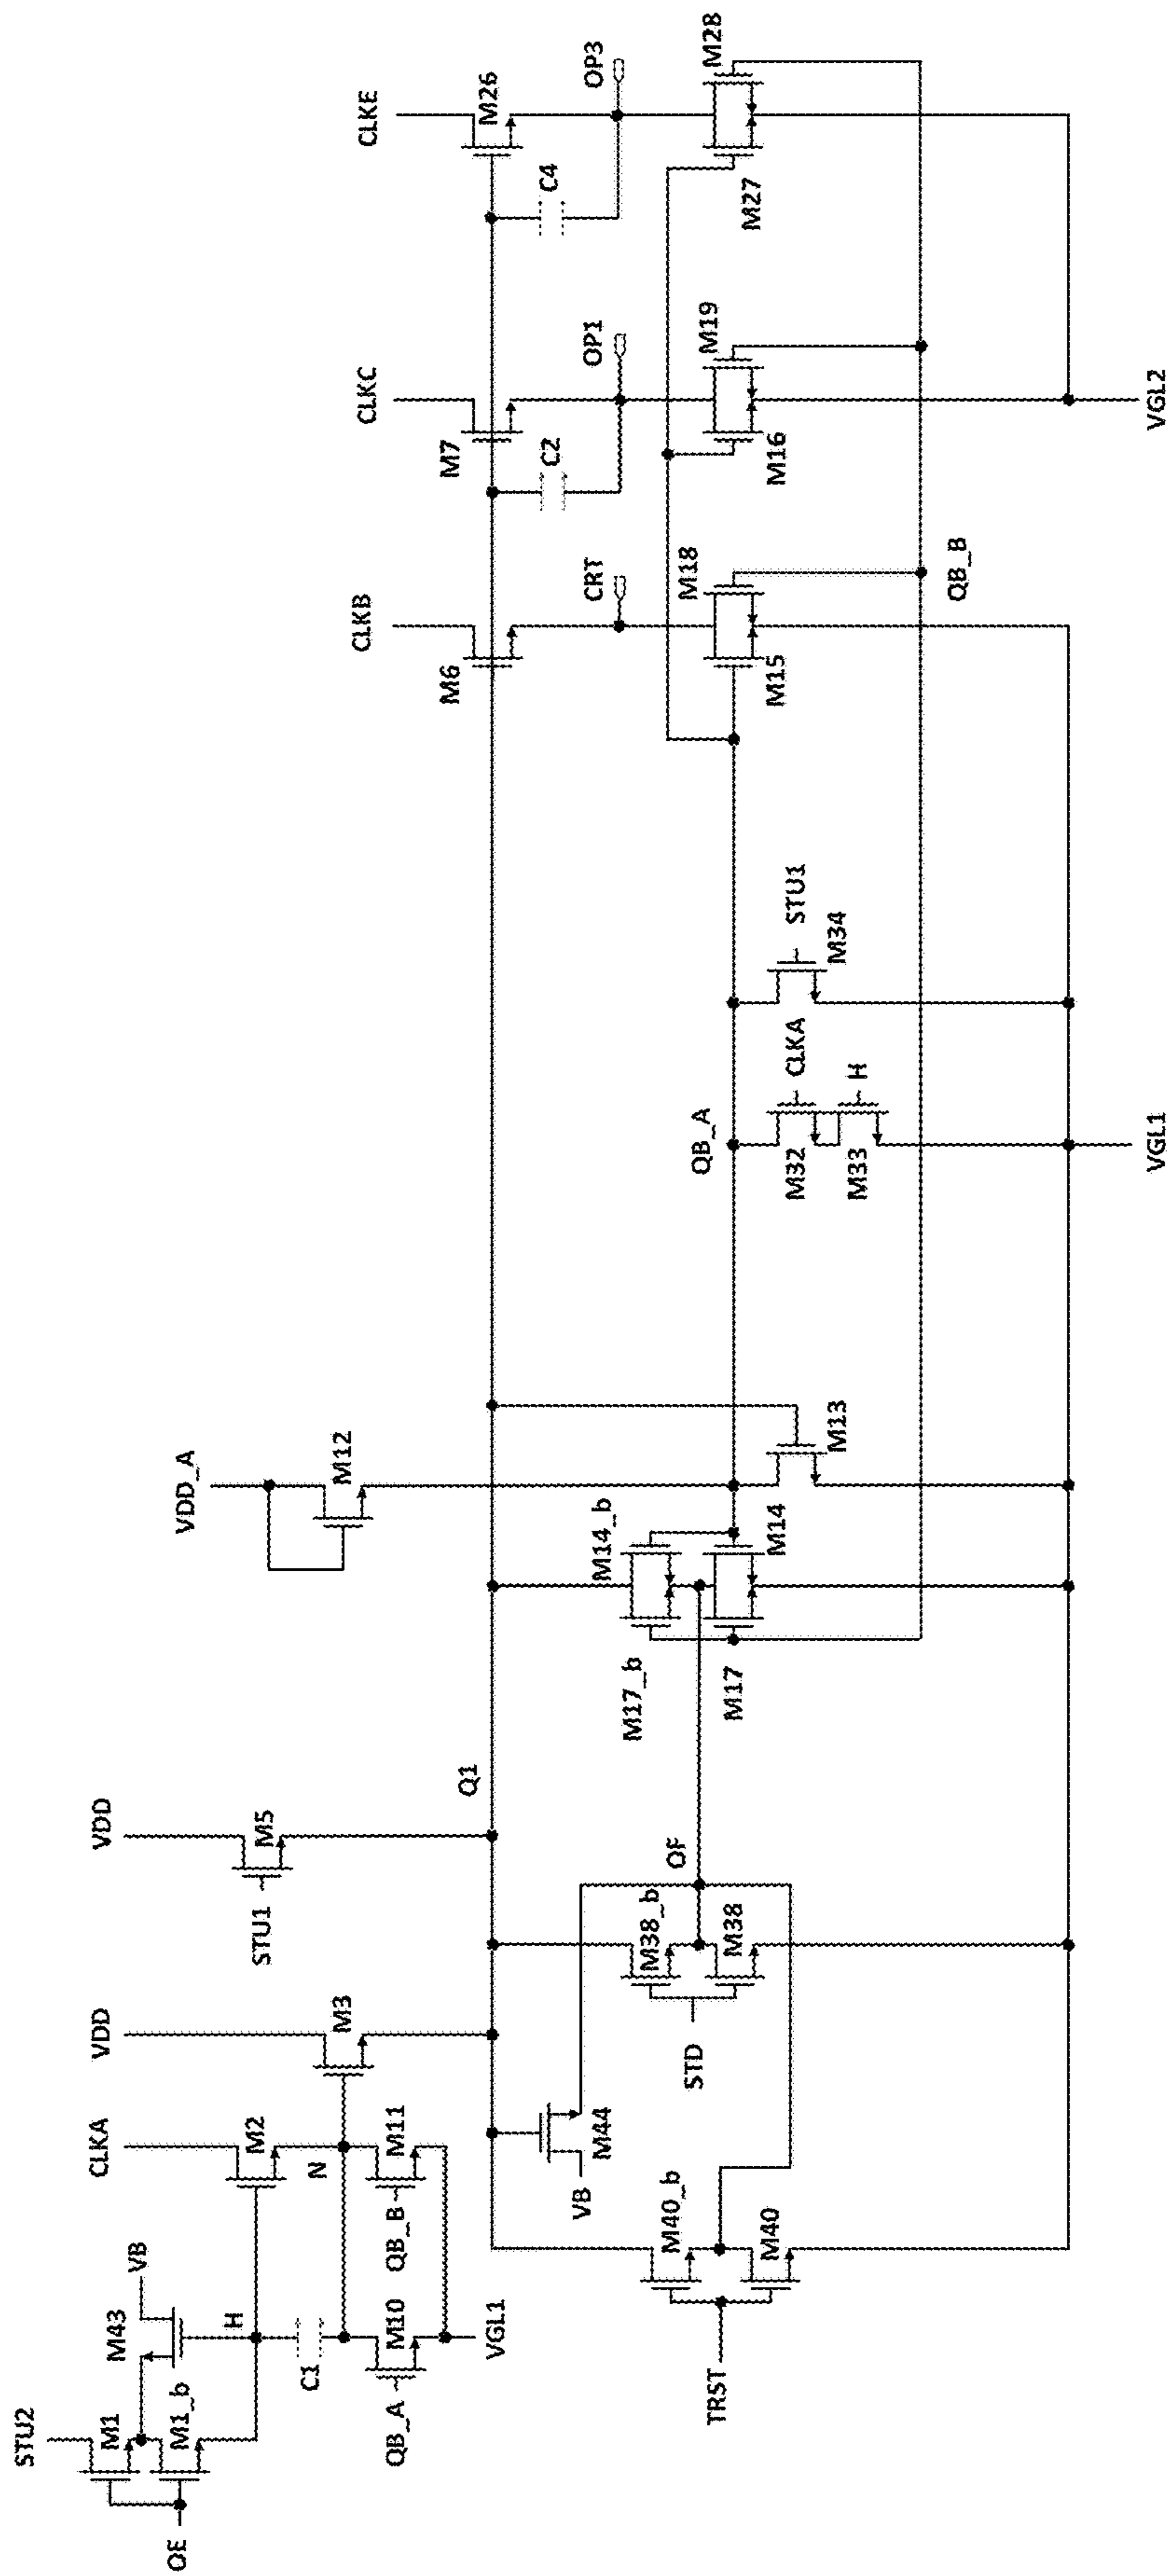 CLKE
M26
C4
OP3
M28
M27
CLKC
M7
C2
OP1
M19
M16
VGL2
CLKB
M6
CRT
M18
M15
QB_B
STU1
M34
CLKA
H
QB_A
M32
M33
VGL1
VDD_A
M12
M13
M14_b
M14
M17_b
M17
Q1
VDD
M5
STU1
OF
M38_b
M38
STD
VDD
M3
CLKA
M2
N
M11
QB_B
M44
VB
M40_b
M40
TRST
VB
M43
H
C1
M10
QB_A
VGL1
STU2
M1
M1_b
OE